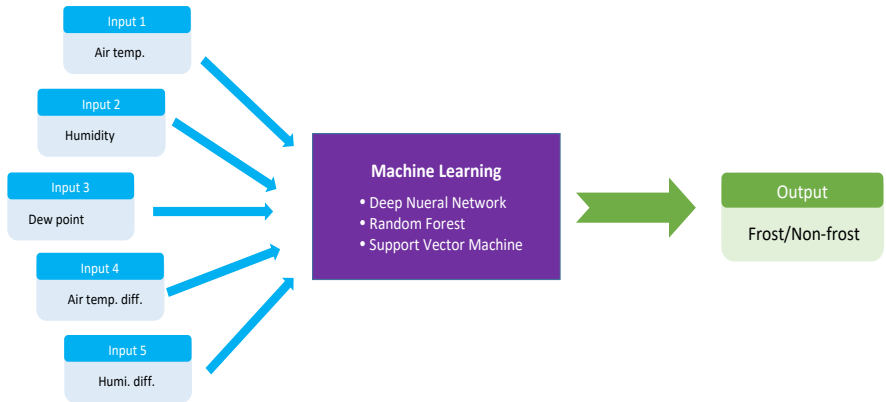 Input 1
Air temp.
Input 2
Humidity
Input 3
Dew point
Input 4
Air temp. diff.
Input 5
Humi. diff.
Machine Learning
• Deep Nueral Network
• Random Forest
• Support Vector Machine
Output
Frost/Non-frost